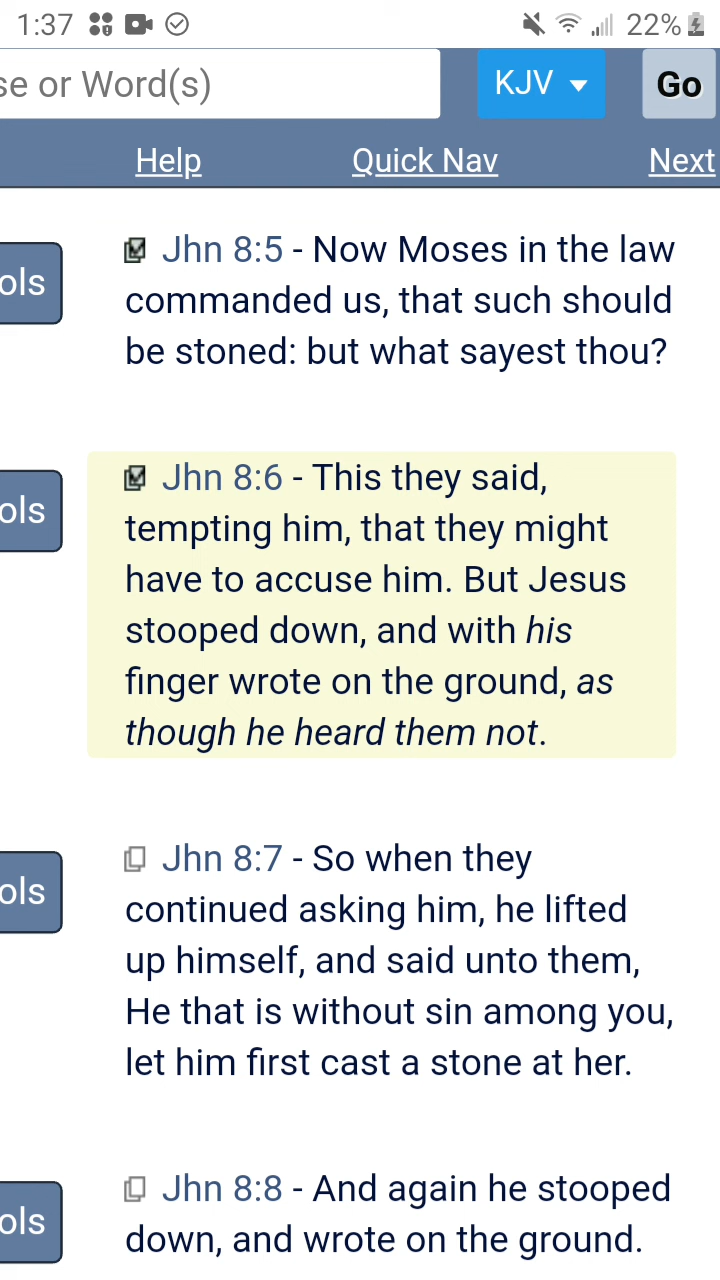 1:37 22%
se or Word(s) KJV Go
Help Quick Nav Next
ols
Jhn 8:5 - Now Moses in the law
commanded us, that such should
be stoned: but what sayest thou?
ols
Jhn 8:6 - This they said,
tempting him, that they might
have to accuse him. But Jesus
stooped down, and with his
finger wrote on the ground, as
though he heard them not.
ols
Jhn 8:7 - So when they
continued asking him, he lifted
up himself, and said unto them,
He that is without sin among you,
let him first cast a stone at her.
ols
Jhn 8:8 - And again he stooped
down, and wrote on the ground.